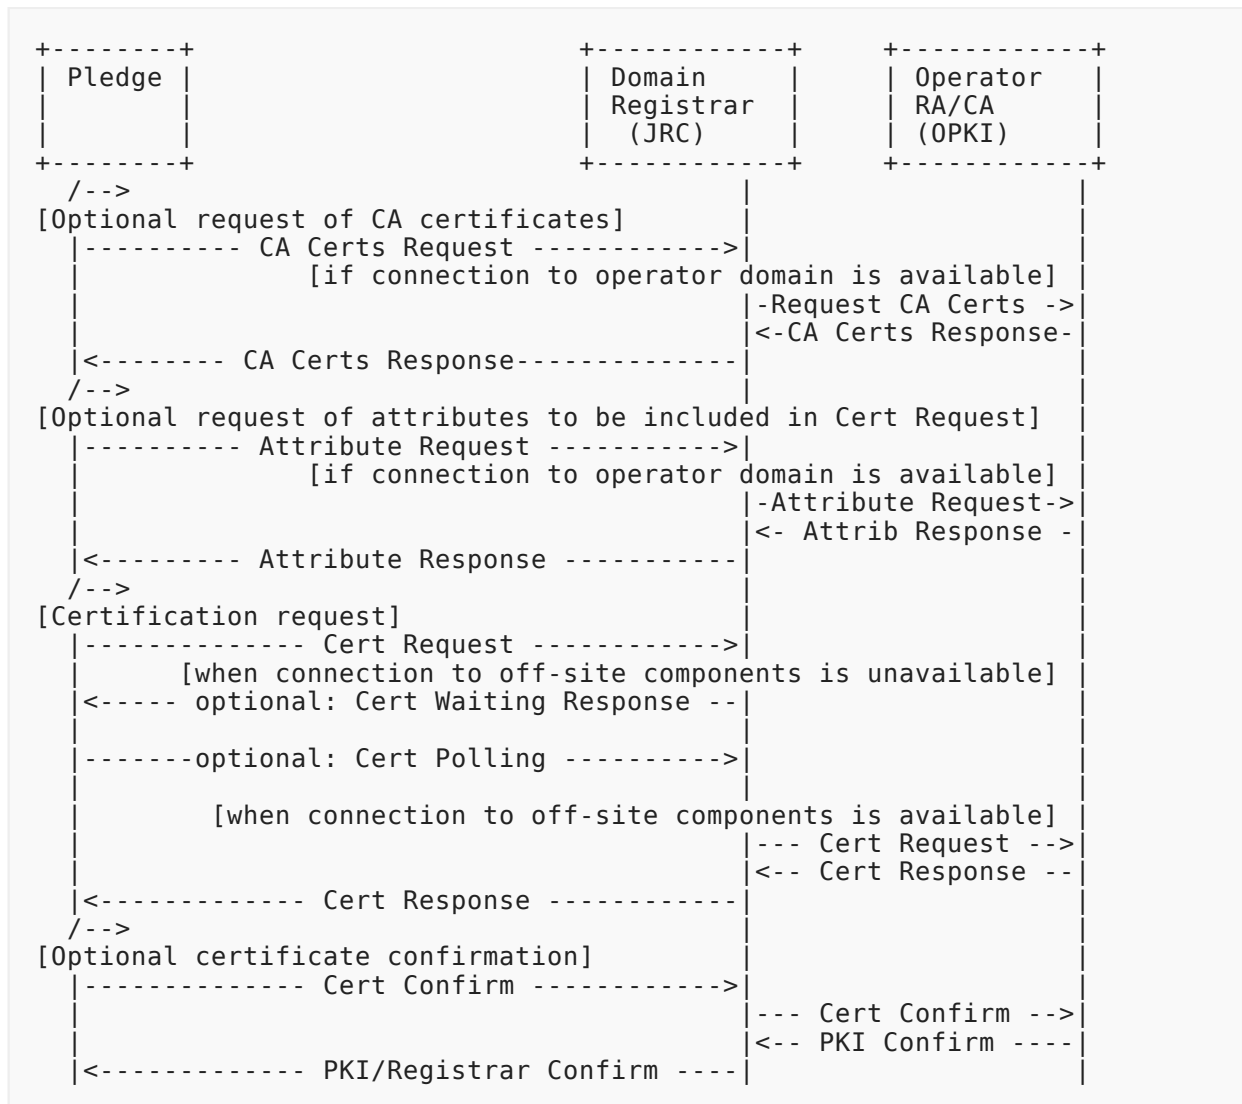 +--------+                         +------------+     +------------+
| Pledge |                         | Domain     |     | Operator   |
|        |                         | Registrar  |     | RA/CA      |
|        |                         |  (JRC)     |     | (OPKI)     |
+--------+                         +------------+     +------------+
  /-->                                      |                    |
[Optional request of CA certificates]       |                    |
  |---------- CA Certs Request ------------>|                    |
  |              [if connection to operator domain is available] |
  |                                         |-Request CA Certs ->|
  |                                         |<-CA Certs Response-|
  |<-------- CA Certs Response--------------|                    |
  /-->                                      |                    |
[Optional request of attributes to be included in Cert Request]  |
  |---------- Attribute Request ----------->|                    |
  |              [if connection to operator domain is available] |
  |                                         |-Attribute Request->|
  |                                         |<- Attrib Response -|
  |<--------- Attribute Response -----------|                    |
  /-->                                      |                    |
[Certification request]                     |                    |
  |-------------- Cert Request ------------>|                    |
  |      [when connection to off-site components is unavailable] |
  |<----- optional: Cert Waiting Response --|                    |
  |                                         |                    |
  |-------optional: Cert Polling ---------->|                    |
  |                                         |                    |
  |        [when connection to off-site components is available] |
  |                                         |--- Cert Request -->|
  |                                         |<-- Cert Response --|
  |<------------- Cert Response ------------|                    |
  /-->                                      |                    |
[Optional certificate confirmation]         |                    |
  |-------------- Cert Confirm ------------>|                    |
  |                                         |--- Cert Confirm -->|
  |                                         |<-- PKI Confirm ----|
  |<------------- PKI/Registrar Confirm ----|                    |